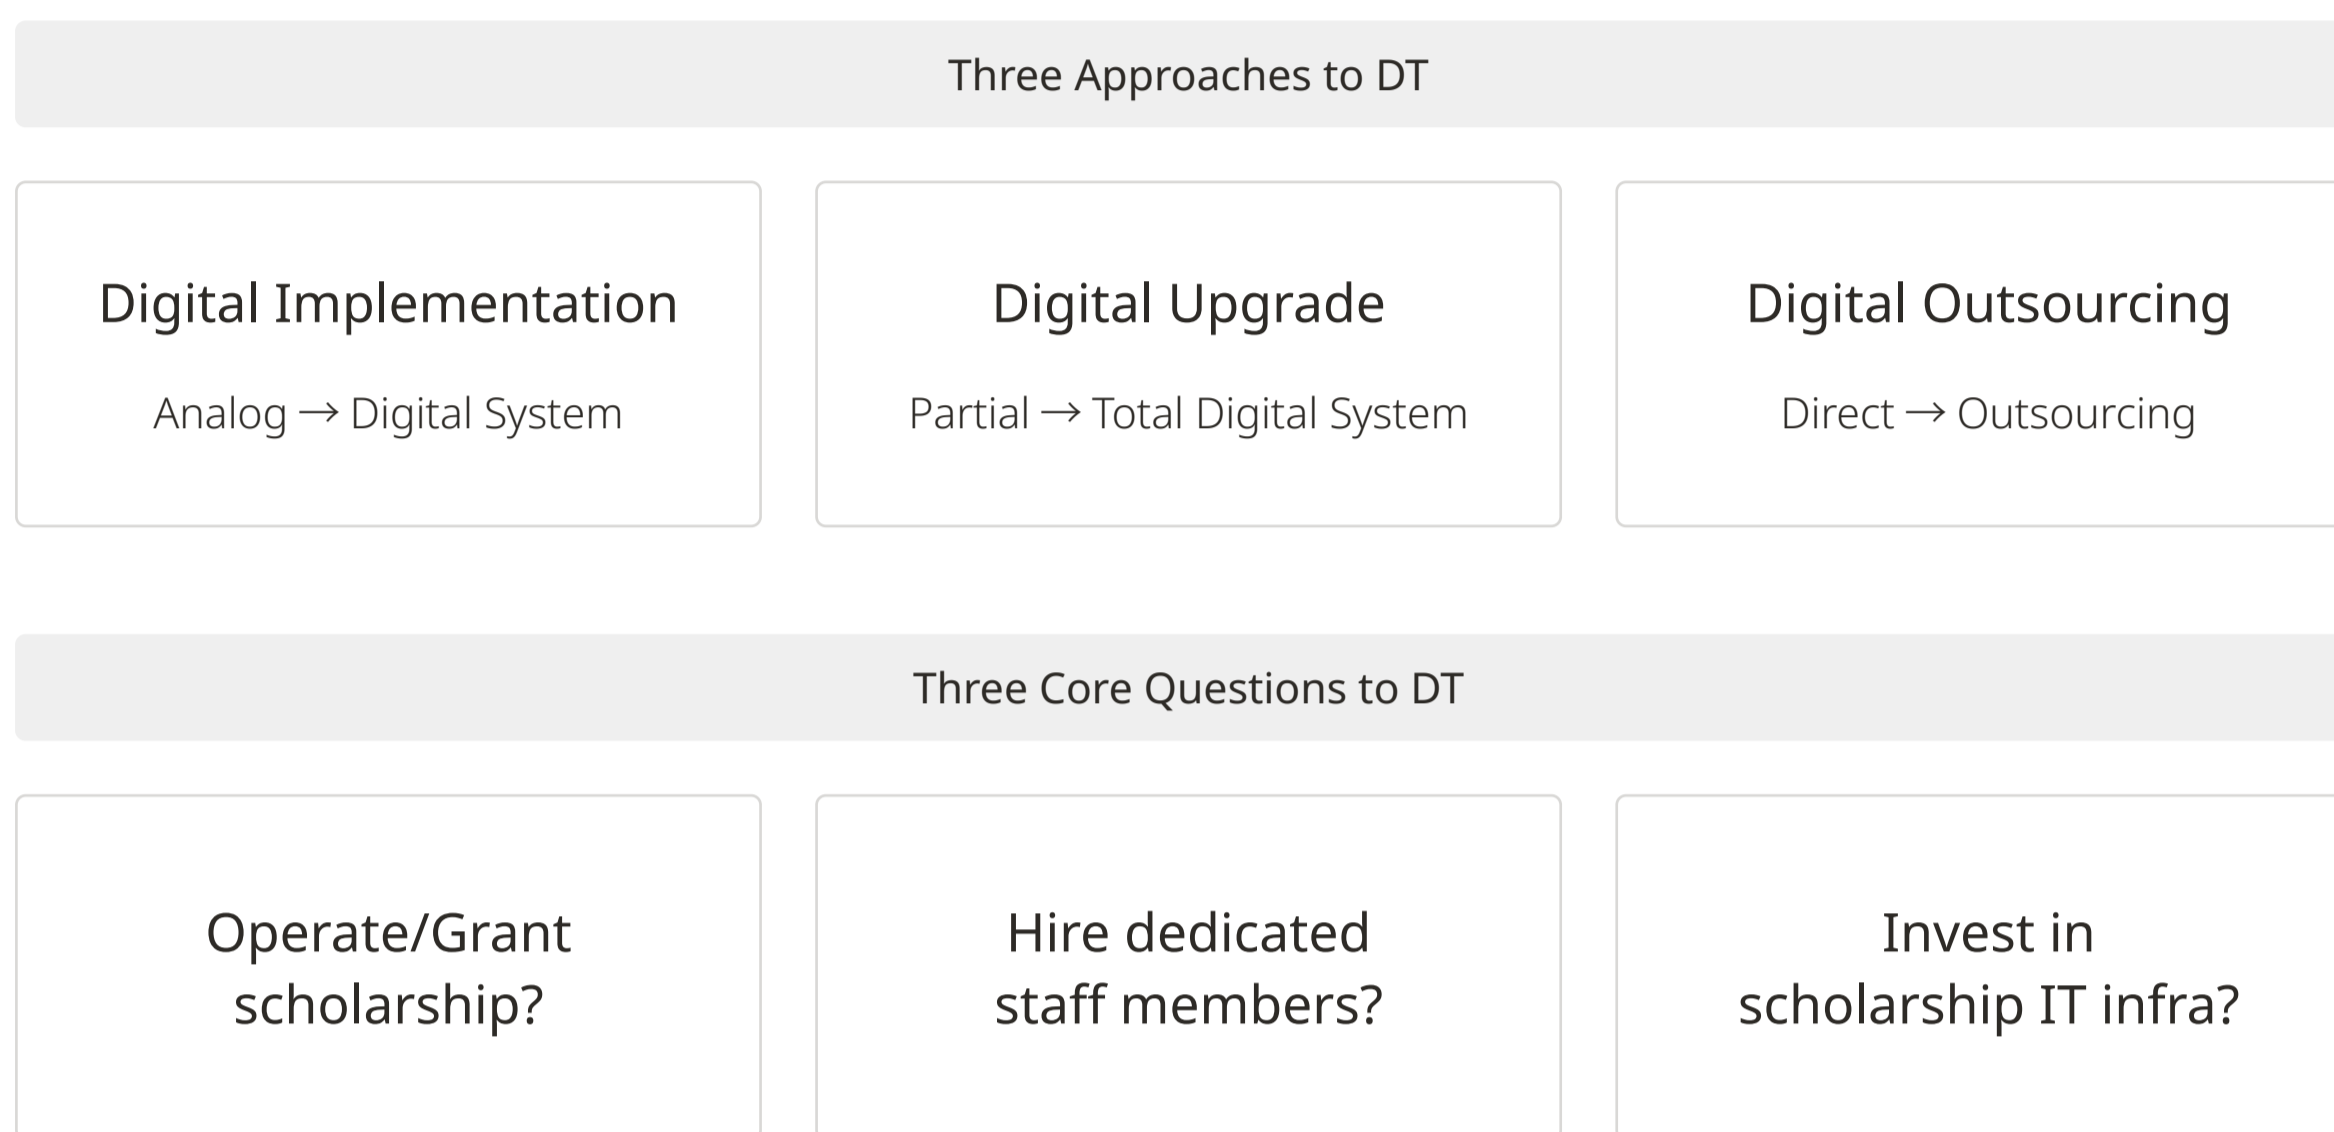 Three Approaches to DT
Digital Implementation
Analog → Digital System
Digital Upgrade
Partial → Total Digital System
Digital Outsourcing
Direct → Outsourcing
Three Core Questions to DT
Operate/Grant
scholarship?
Hire dedicated
staff members?
Invest in
scholarship IT infra?